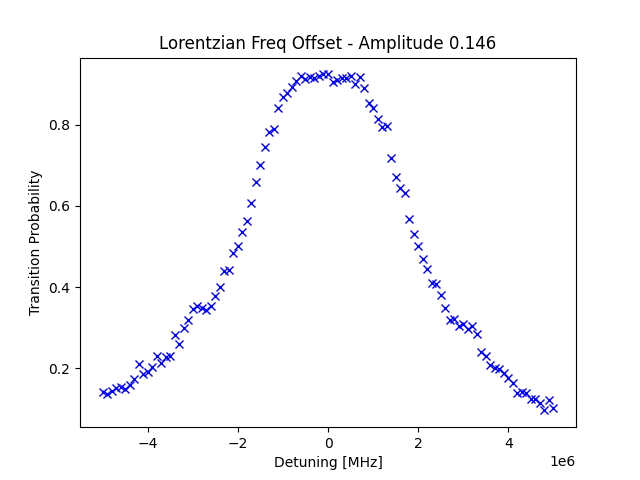 Lorentzian Freq Offset - Amplitude 0.146
Transition Probability
0.8
0.6
0.4
0.2
−4
−2
0
2
4
1e6
Detuning [MHz]